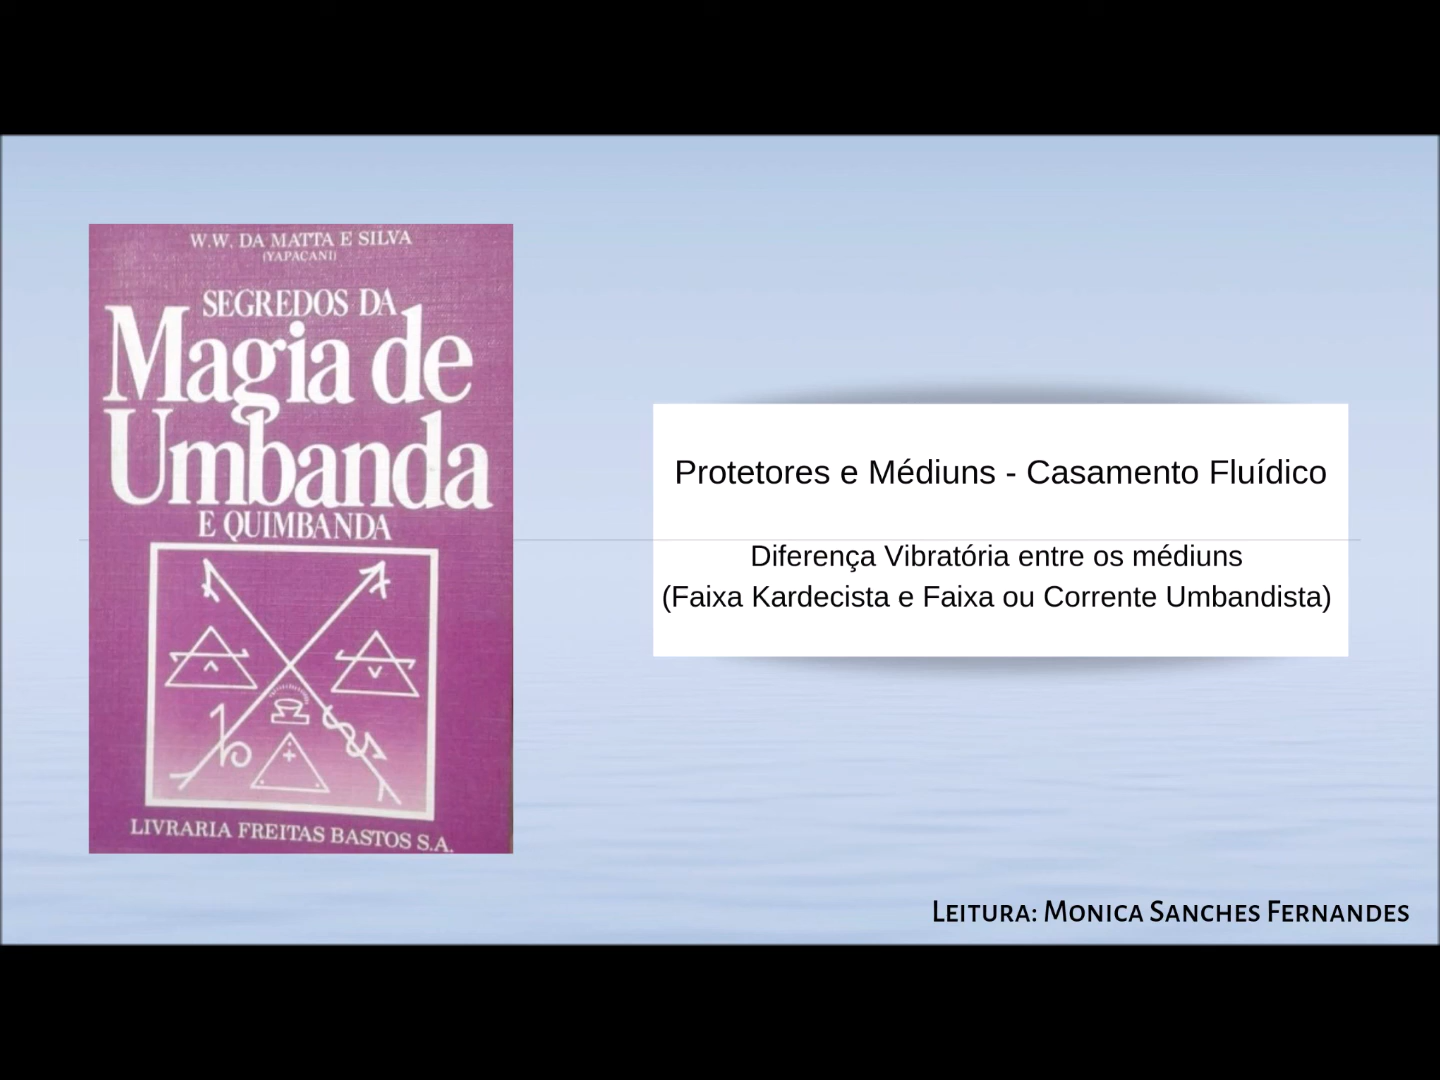 W.W. DA MATTA E SILVA
(YAPACANI)
SEGREDOS DA
Magia de
Umbanda
E QUIMBANDA
LIVRARIA FREITAS BASTOS S.A.
Protetores e Médiuns - Casamento Fluídico
Diferença Vibratória entre os médiuns
(Faixa Kardecista e Faixa ou Corrente Umbandista)
Leitura: Monica Sanches Fernandes